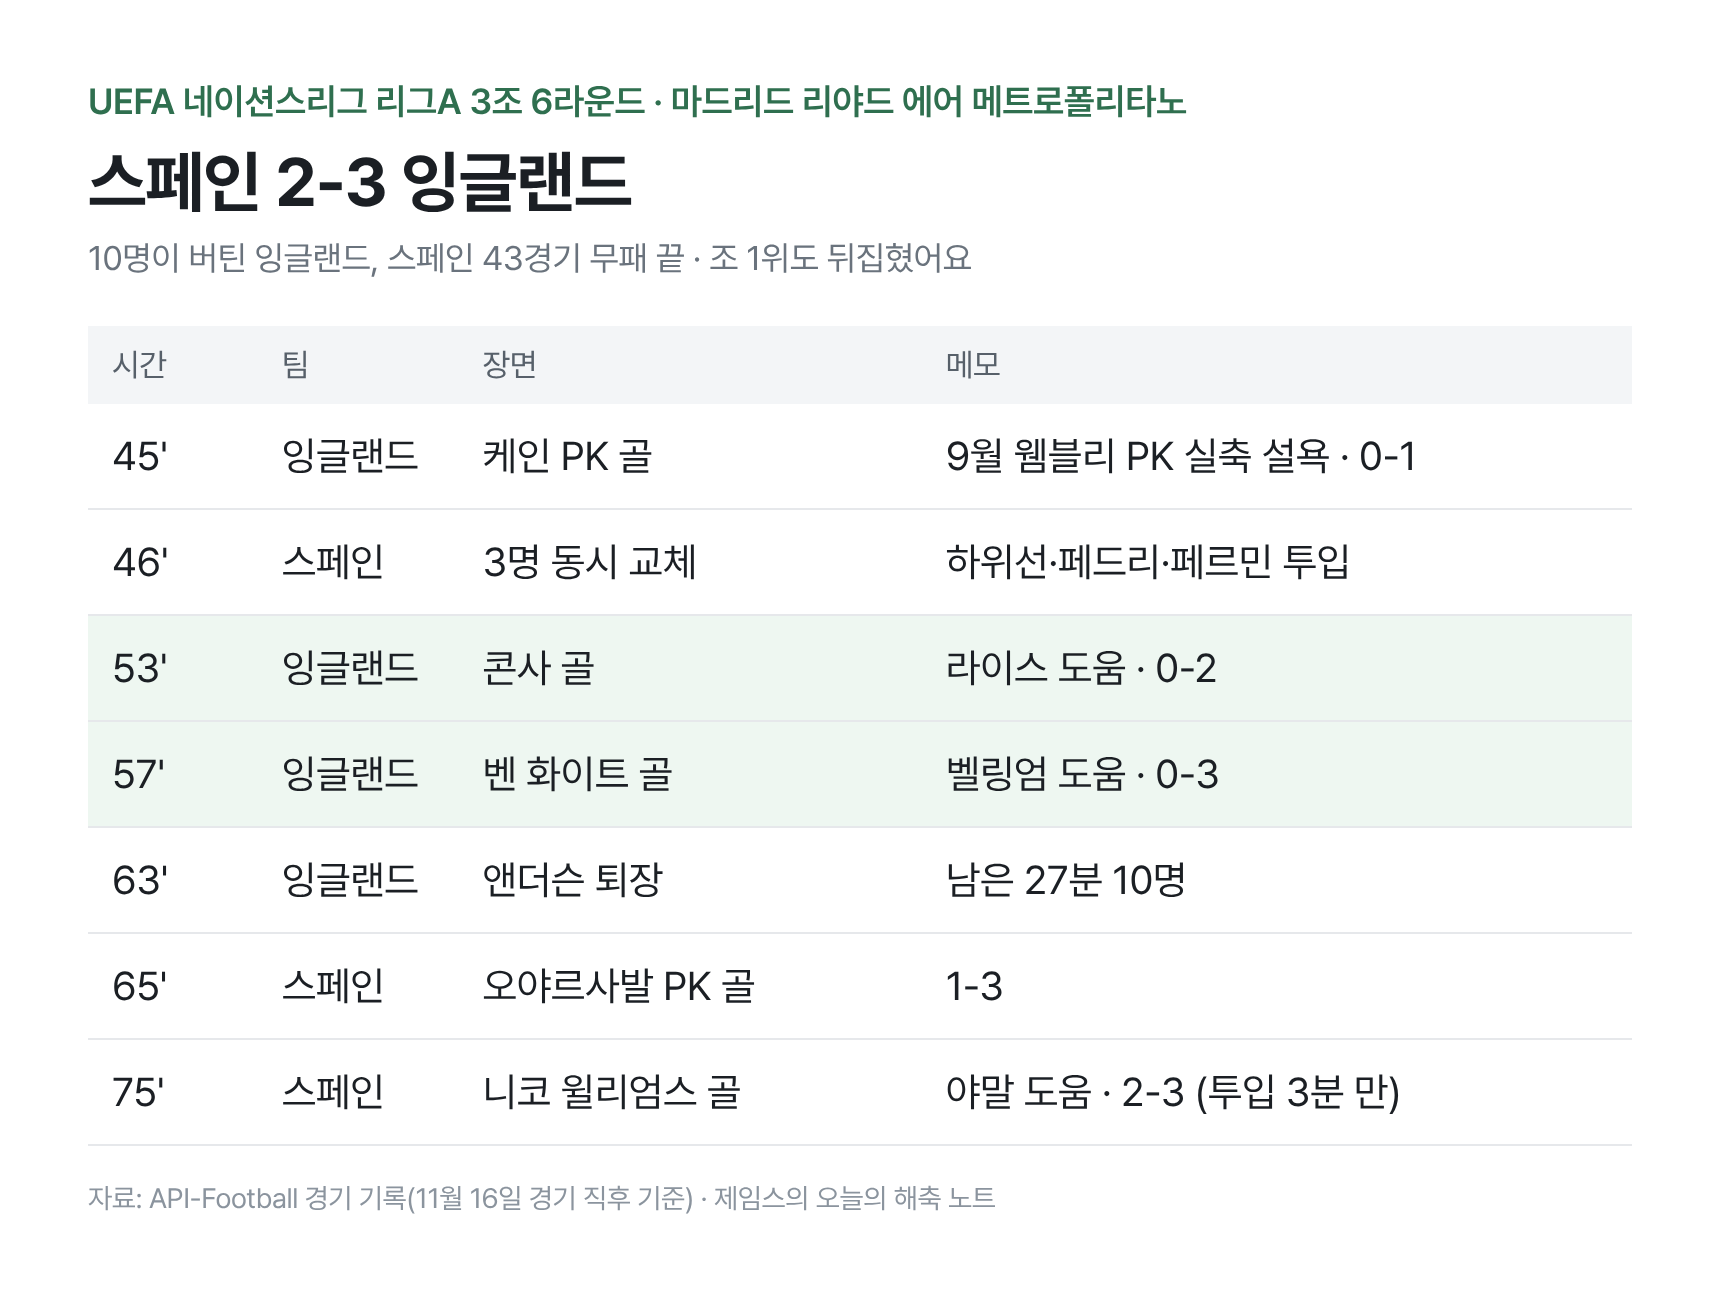 UEFA 네이션스리그 리그A 3조 6라운드 · 마드리드 리야드 에어 메트로폴리타노
스페인 2-3 잉글랜드
10명이 버틴 잉글랜드, 스페인 43경기 무패 끝 · 조 1위도 뒤집혔어요
시간 팀 장면 메모
45' 잉글랜드 케인 PK 골 9월 웸블리 PK 실축 설욕 · 0-1
46' 스페인 3명 동시 교체 하위선·페드리·페르민 투입
53' 잉글랜드 콘사 골 라이스 도움 · 0-2
57' 잉글랜드 벤 화이트 골 벨링엄 도움 · 0-3
63' 잉글랜드 앤더슨 퇴장 남은 27분 10명
65' 스페인 오야르사발 PK 골 1-3
75' 스페인 니코 윌리엄스 골 야말 도움 · 2-3 (투입 3분 만)
자료: API-Football 경기 기록(11월 16일 경기 직후 기준) · 제임스의 오늘의 해축 노트